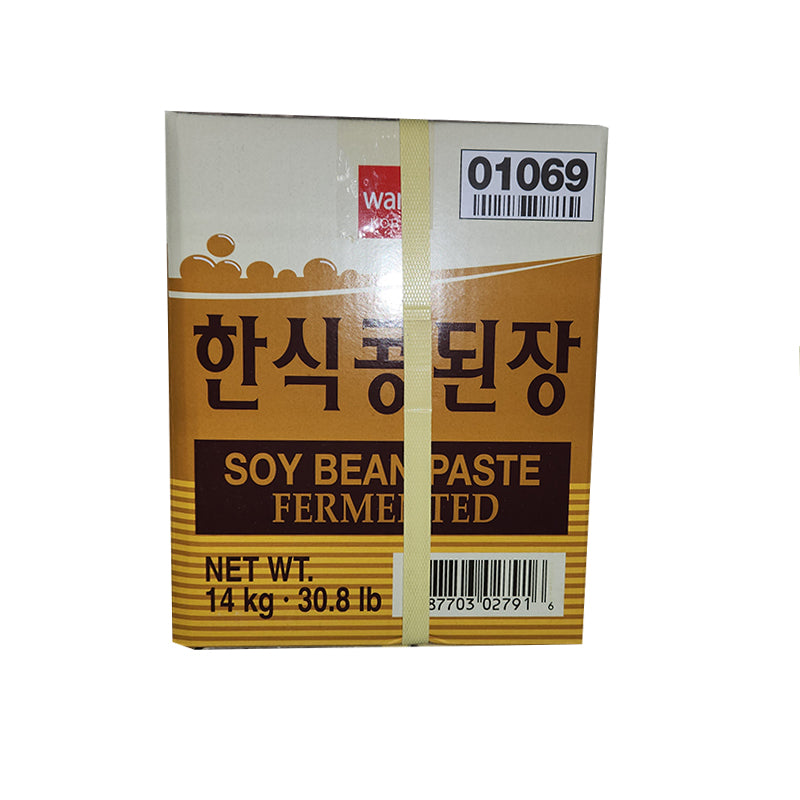 01069
한식콩된장
SOY BEAN PASTE
FERMENTED
NET WT.
14 kg · 30.8 lb
87703 02791 6